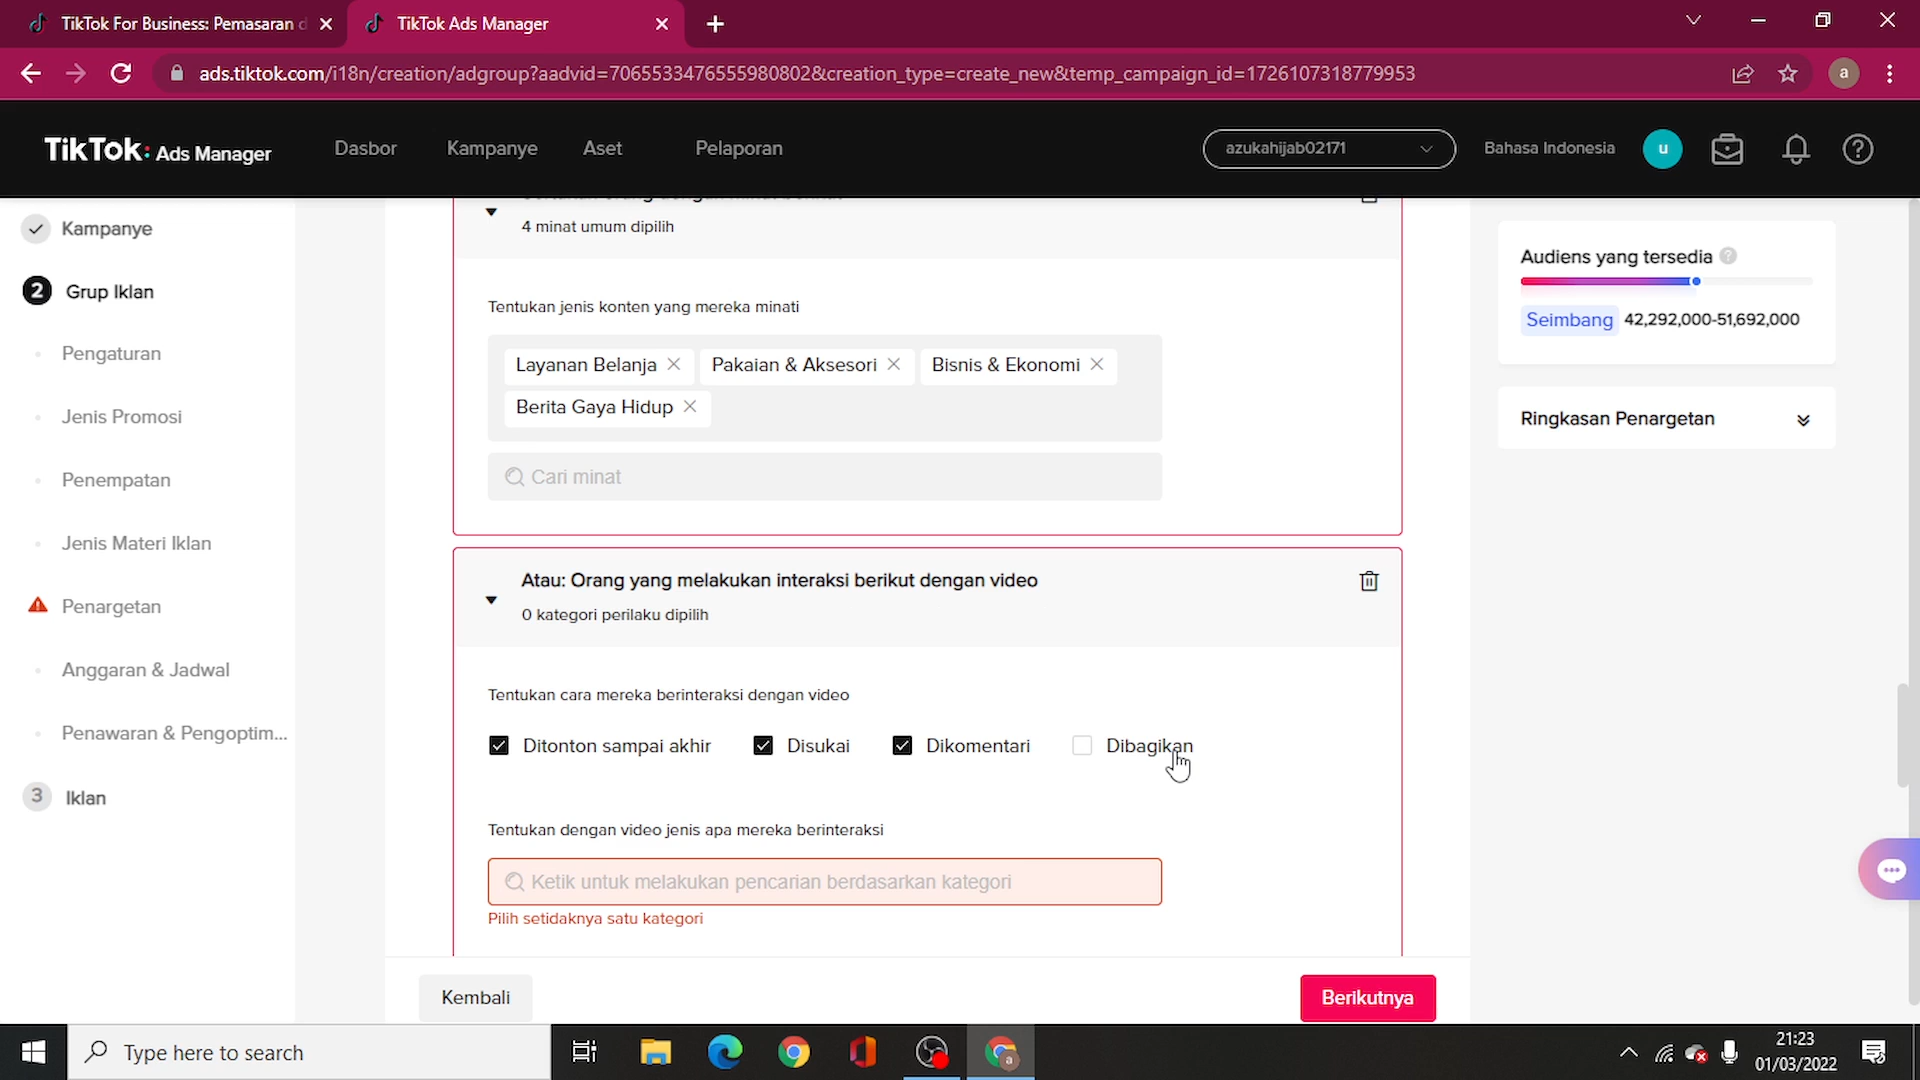 TikTok For Business: Pemasaran
TikTok Ads Manager
ads.tiktok.com/i18n/creation/adgroup?aadvid=7065533476555980802&creation_type=create_new&temp_campaign_id=1726107318779953
a
TikTok: Ads Manager
Dasbor
Kampanye
Aset
Pelaporan
azukahijab02171
Bahasa Indonesia
u
Kampanye
2 Grup Iklan
Pengaturan
Jenis Promosi
Penempatan
Jenis Materi Iklan
Penargetan
Anggaran & Jadwal
Penawaran & Pengoptim...
3 Iklan
4 minat umum dipilih
Tentukan jenis konten yang mereka minati
Layanan Belanja
Pakaian & Aksesori
Bisnis & Ekonomi
Berita Gaya Hidup
Cari minat
Atau: Orang yang melakukan interaksi berikut dengan video
0 kategori perilaku dipilih
Tentukan cara mereka berinteraksi dengan video
Ditonton sampai akhir
Disukai
Dikomentari
Dibagikan
Tentukan dengan video jenis apa mereka berinteraksi
Ketik untuk melakukan pencarian berdasarkan kategori
Pilih setidaknya satu kategori
Kembali
Berikutnya
Audiens yang tersedia
Seimbang 42,292,000-51,692,000
Ringkasan Penargetan
Type here to search
a
21:23
01/03/2022